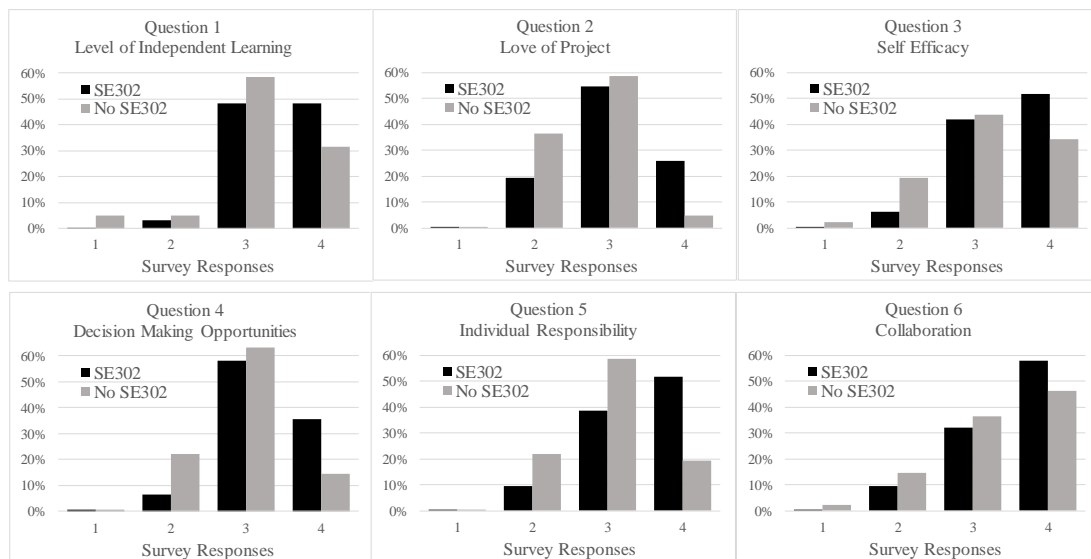 Question 1
Level of Independent Learning
60%
50%
40%
30%
20%
10%
0%
SE302
No SE302
1 2 3 4
Survey Responses
Question 2
Love of Project
60%
50%
40%
30%
20%
10%
0%
SE302
No SE302
1 2 3 4
Survey Responses
Question 3
Self Efficacy
60%
50%
40%
30%
20%
10%
0%
SE302
No SE302
1 2 3 4
Survey Responses
Question 4
Decision Making Opportunities
60%
50%
40%
30%
20%
10%
0%
SE302
No SE302
1 2 3 4
Survey Responses
Question 5
Individual Responsibility
60%
50%
40%
30%
20%
10%
0%
SE302
No SE302
1 2 3 4
Survey Responses
Question 6
Collaboration
60%
50%
40%
30%
20%
10%
0%
SE302
No SE302
1 2 3 4
Survey Responses